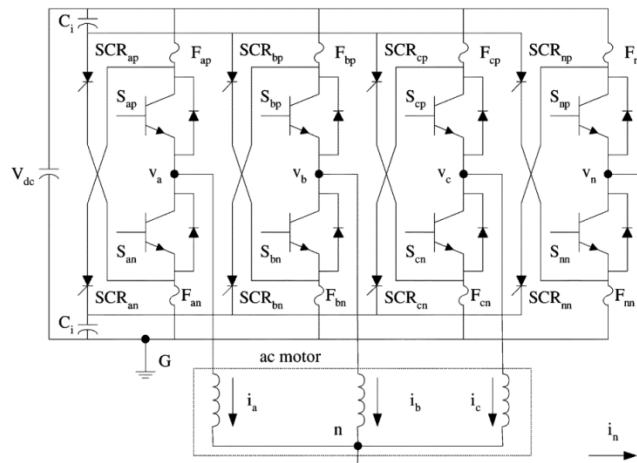 C_i
SCR_ap F_ap SCR_bp F_bp SCR_cp F_cp SCR_np F_n
S_ap S_bp S_cp S_np
V_dc v_a v_b v_c v_n
S_an S_bn S_cn S_nn
SCR_an F_an SCR_bn F_bn SCR_cn F_cn SCR_nn F_nn
C_i
G ac motor
i_a i_b i_c
n i_n